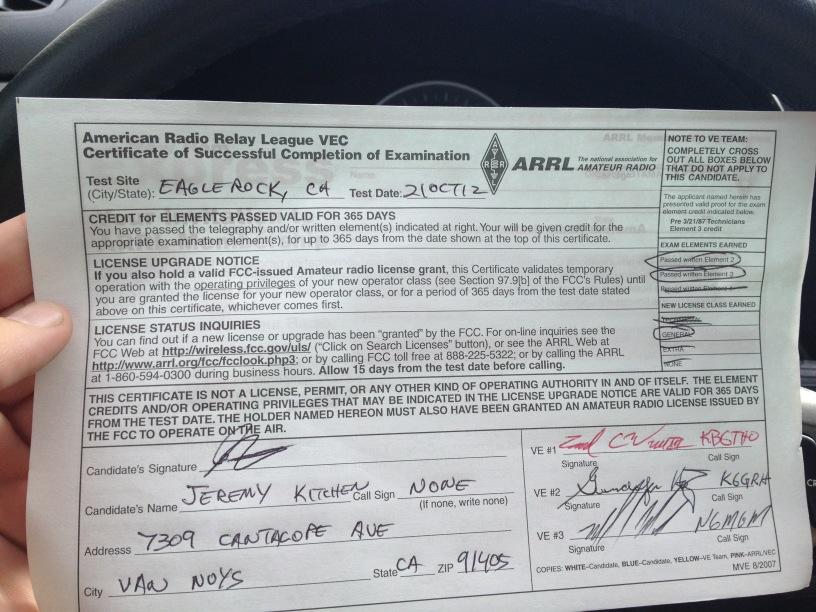 American Radio Relay League VEC
Certificate of Successful Completion of Examination
ARRL The national association for AMATEUR RADIO
Test Site
(City/State): EAGLE ROCK, CA Test Date: 21OCT12
CREDIT for ELEMENTS PASSED VALID FOR 365 DAYS
You have passed the telegraphy and/or written element(s) indicated at right. Your will be given credit for the
appropriate examination element(s), for up to 365 days from the date shown at the top of this certificate.
LICENSE UPGRADE NOTICE
If you also hold a valid FCC-issued Amateur radio license grant, this Certificate validates temporary
operation with the operating privileges of your new operator class (see Section 97.9[b] of the FCC's Rules) until
you are granted the license for your new operator class, or for a period of 365 days from the test date stated
above on this certificate, whichever comes first.
LICENSE STATUS INQUIRIES
You can find out if a new license or upgrade has been "granted" by the FCC. For on-line inquiries see the
FCC Web at http://wireless.fcc.gov/uls/ ("Click on Search Licenses" button), or see the ARRL Web at
http://www.arrl.org/fcc/fcclook.php3; or by calling FCC toll free at 888-225-5322; or by calling the ARRL
at 1-860-594-0300 during business hours. Allow 15 days from the test date before calling.
NOTE TO VE TEAM:
COMPLETELY CROSS
OUT ALL BOXES BELOW
THAT DO NOT APPLY TO
THIS CANDIDATE.
The applicant named herein has
presented valid proof for the exam
element credit indicated below.
Pre 3/21/87 Technicians
Element 3 credit
EXAM ELEMENTS EARNED
Passed written Element 2
Passed written Element 3
Passed written Element 4
NEW LICENSE CLASS EARNED
GENERAL
EXTRA
NONE
THIS CERTIFICATE IS NOT A LICENSE, PERMIT, OR ANY OTHER KIND OF OPERATING AUTHORITY IN AND OF ITSELF. THE ELEMENT
CREDITS AND/OR OPERATING PRIVILEGES THAT MAY BE INDICATED IN THE LICENSE UPGRADE NOTICE ARE VALID FOR 365 DAYS
FROM THE TEST DATE. THE HOLDER NAMED HEREON MUST ALSO HAVE BEEN GRANTED AN AMATEUR RADIO LICENSE ISSUED BY
THE FCC TO OPERATE ON THE AIR.
Candidate's Signature
Candidate's Name JEREMY KITCHEN Call Sign NONE
(If none, write none)
Addresss 7309 CANTALOPE AVE
City VAN NUYS State CA ZIP 91405
VE #1 KBGTHO
Signature Call Sign
VE #2 K6GRH
Signature Call Sign
VE #3 N6MGM
Signature Call Sign
COPIES: WHITE–Candidate, BLUE–Candidate, YELLOW–VE Team, PINK–ARRL/VEC
MVE 8/2007